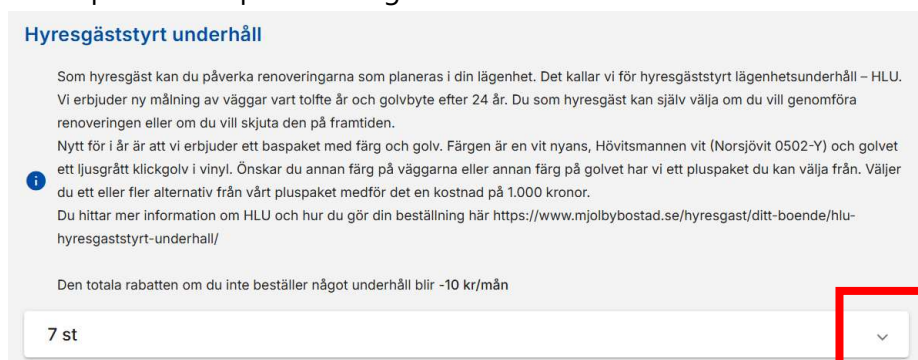 Hyresgäststyrt underhåll
Som hyresgäst kan du påverka renoveringarna som planeras i din lägenhet. Det kallar vi för hyresgäststyrt lägenhetsunderhåll – HLU.
Vi erbjuder ny målning av väggar vart tolfte år och golvbyte efter 24 år. Du som hyresgäst kan själv välja om du vill genomföra
renoveringen eller om du vill skjuta den på framtiden.
Nytt för i år är att vi erbjuder ett baspaket med färg och golv. Färgen är en vit nyans, Hövitsmannen vit (Norsjövit 0502-Y) och golvet
ett ljusgrått klickgolv i vinyl. Önskar du annan färg på väggarna eller annan färg på golvet har vi ett pluspaket du kan välja från. Väljer
du ett eller fler alternativ från vårt pluspaket medför det en kostnad på 1.000 kronor.
Du hittar mer information om HLU och hur du gör din beställning här https://www.mjolbybostad.se/hyresgast/ditt-boende/hlu-
hyresgaststyrt-underhall/
Den totala rabatten om du inte beställer något underhåll blir -10 kr/mån
7 st